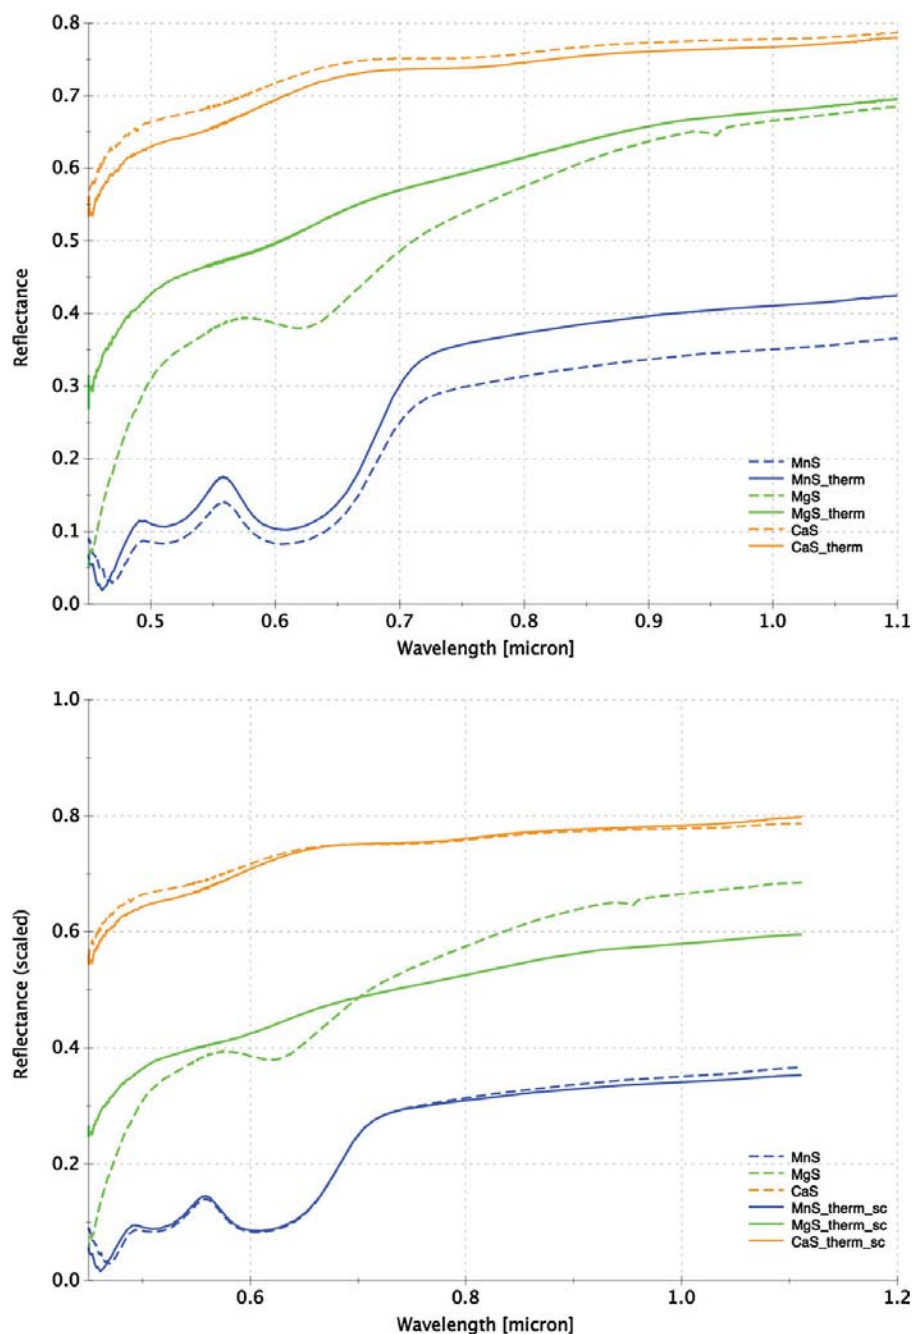 0.8
0.7
0.6
0.5
0.4
0.3
0.2
0.1
0.0
Reflectance
MnS
MnS_therm
MgS
MgS_therm
CaS
CaS_therm
0.5 0.6 0.7 0.8 0.9 1.0 1.1
Wavelength [micron]
1.0
0.8
0.6
0.4
0.2
0.0
Reflectance (scaled)
MnS
MgS
CaS
MnS_therm_sc
MgS_therm_sc
CaS_therm_sc
0.6 0.8 1.0 1.2
Wavelength [micron]